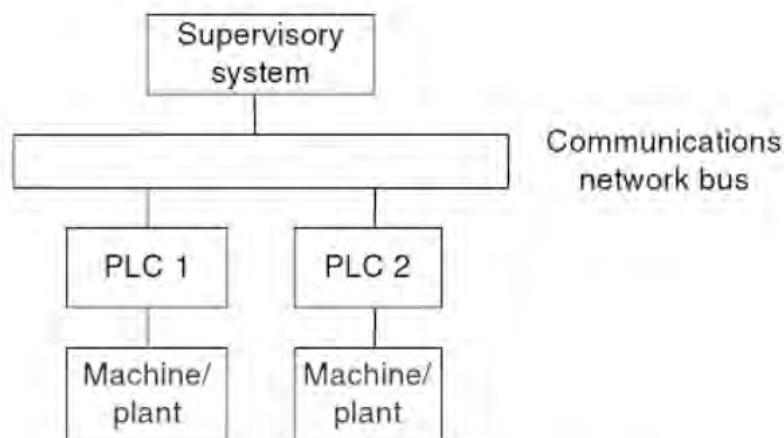 Supervisory
system
Communications
network bus
PLC 1
PLC 2
Machine/
plant
Machine/
plant